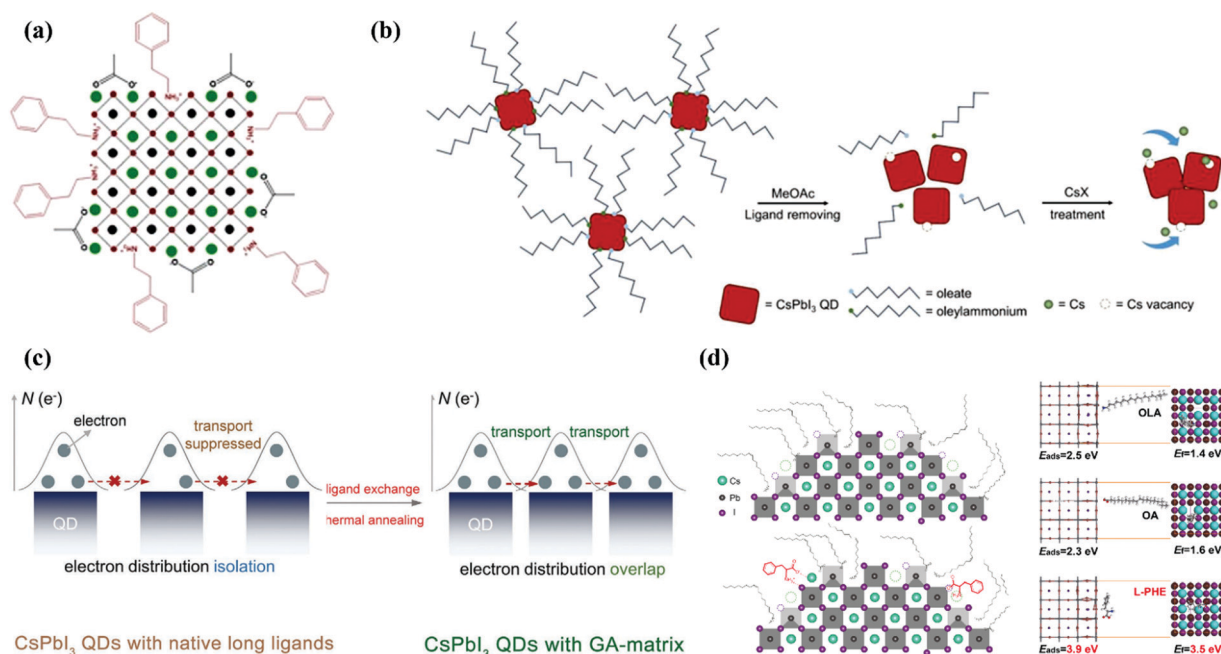 (a)
NH₃⁺
(b)
MeOAc
Ligand removing
CsX
treatment
= CsPbI₃ QD
= oleate
= oleylammonium
= Cs
= Cs vacancy
(c)
N (e⁻)
electron
transport
suppressed
QD
electron distribution isolation
ligand exchange
thermal annealing
N (e⁻)
transport
transport
QD
electron distribution overlap
CsPbI₃ QDs with native long ligands
CsPbI₃ QDs with GA-matrix
(d)
Cs
Pb
I
OLA
Eads=2.5 eV
Ef=1.4 eV
OA
Eads=2.3 eV
Ef=1.6 eV
L-PHE
Eads=3.9 eV
Ef=3.5 eV